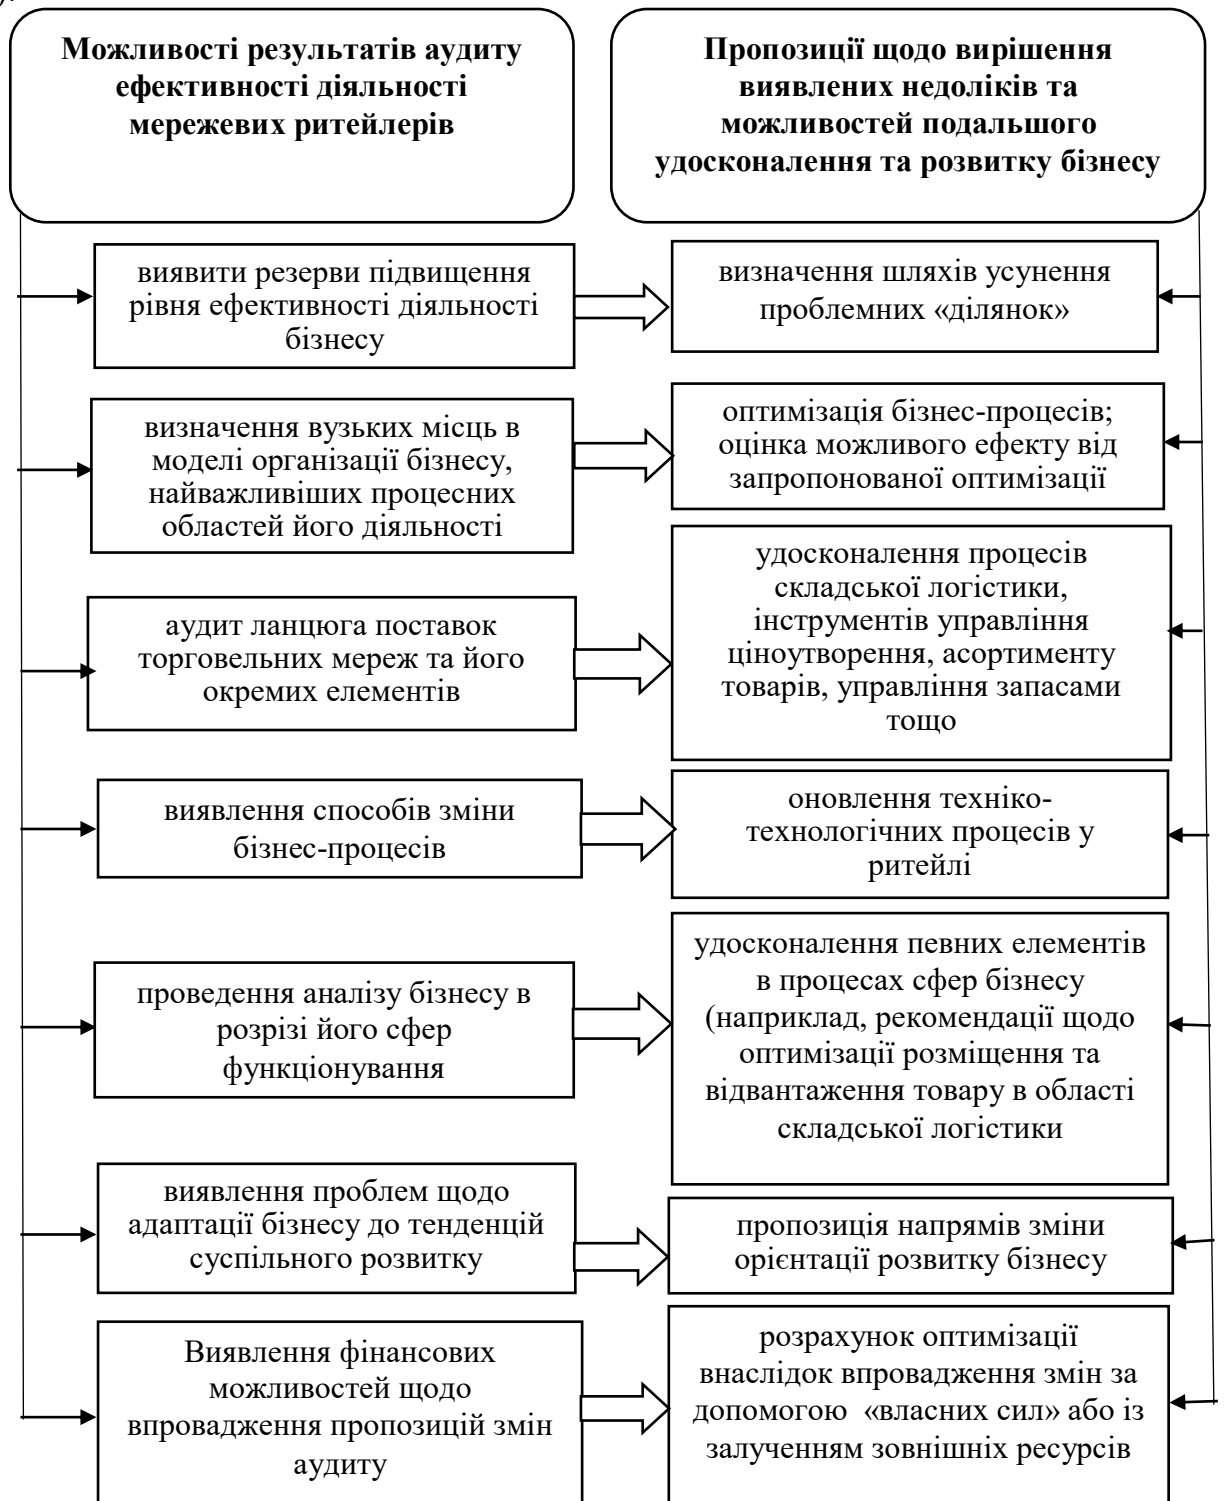 ).
Можливості результатів аудиту
ефективності діяльності
мережевих ритейлерів
Пропозиції щодо вирішення
виявлених недоліків та
можливостей подальшого
удосконалення та розвитку бізнесу
виявити резерви підвищення
рівня ефективності діяльності
бізнесу
визначення шляхів усунення
проблемних «ділянок»
визначення вузьких місць в
моделі організації бізнесу,
найважливіших процесних
областей його діяльності
оптимізація бізнес-процесів;
оцінка можливого ефекту від
запропонованої оптимізації
аудит ланцюга поставок
торговельних мереж та його
окремих елементів
удосконалення процесів
складської логістики,
інструментів управління
ціноутворення, асортименту
товарів, управління запасами
тощо
виявлення способів зміни
бізнес-процесів
оновлення техніко-
технологічних процесів у
ритейлі
проведення аналізу бізнесу в
розрізі його сфер
функціонування
удосконалення певних елементів
в процесах сфер бізнесу
(наприклад, рекомендації щодо
оптимізації розміщення та
відвантаження товару в області
складської логістики
виявлення проблем щодо
адаптації бізнесу до тенденцій
суспільного розвитку
пропозиція напрямів зміни
орієнтації розвитку бізнесу
Виявлення фінансових
можливостей щодо
впровадження пропозицій змін
аудиту
розрахунок оптимізації
внаслідок впровадження змін за
допомогою «власних сил» або із
залученням зовнішніх ресурсів